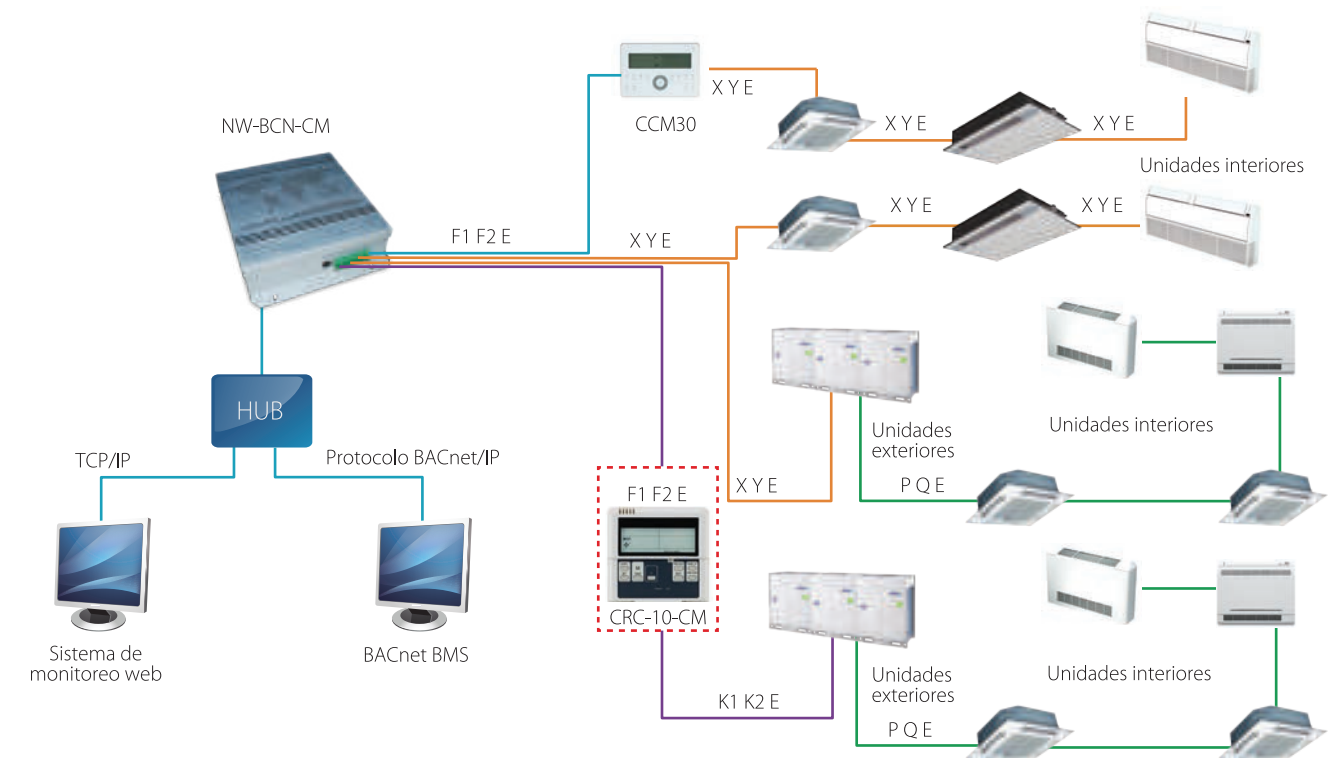 NW-BCN-CM
CCM30
X Y E
X Y E
X Y E
Unidades interiores
F1 F2 E
X Y E
X Y E
X Y E
HUB
TCP/IP
Protocolo BACnet/IP
Sistema de
monitoreo web
BACnet BMS
F1 F2 E
CRC-10-CM
X Y E
Unidades
exteriores
P Q E
Unidades interiores
K1 K2 E
Unidades
exteriores
P Q E
Unidades interiores